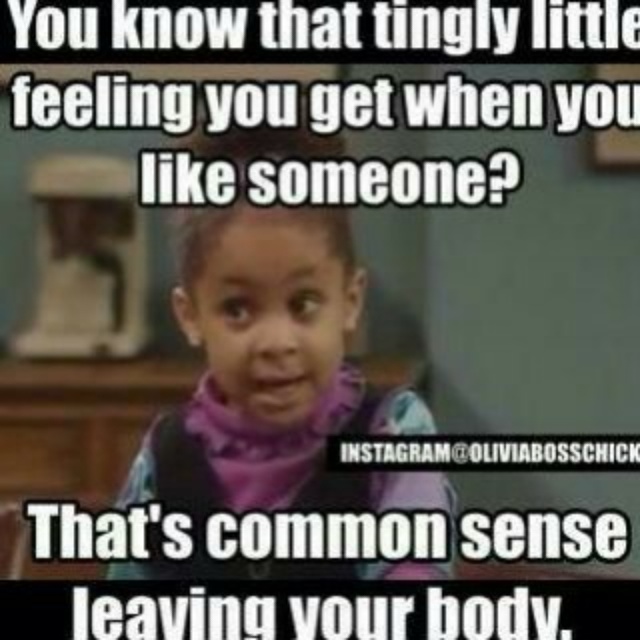 You know that tingly little
feeling you get when you
like someone?
INSTAGRAM@OLIVIABOSSCHICK
That's common sense
leaving your body.